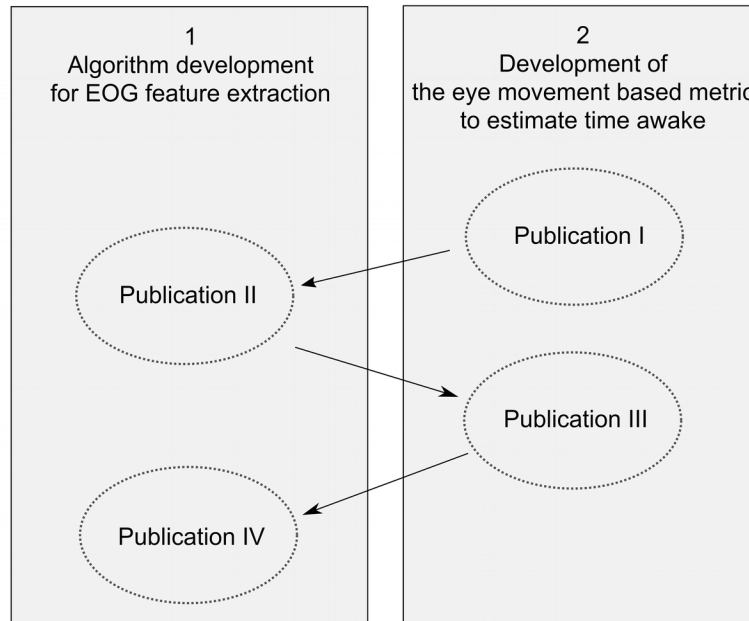 1
Algorithm development
for EOG feature extraction
Publication II
Publication IV
2
Development of
the eye movement based metric
to estimate time awake
Publication I
Publication III